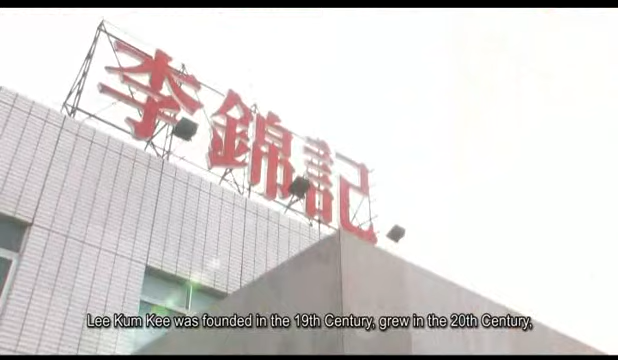 李錦記
Lee Kum Kee was founded in the 19th Century, grew in the 20th Century,